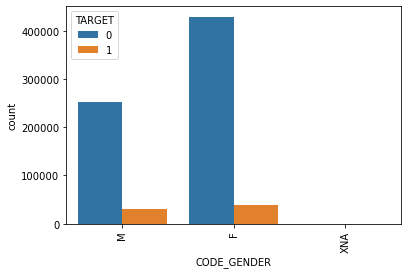 TARGET
0
1
400000
300000
200000
100000
0
count
M
F
XNA
CODE_GENDER